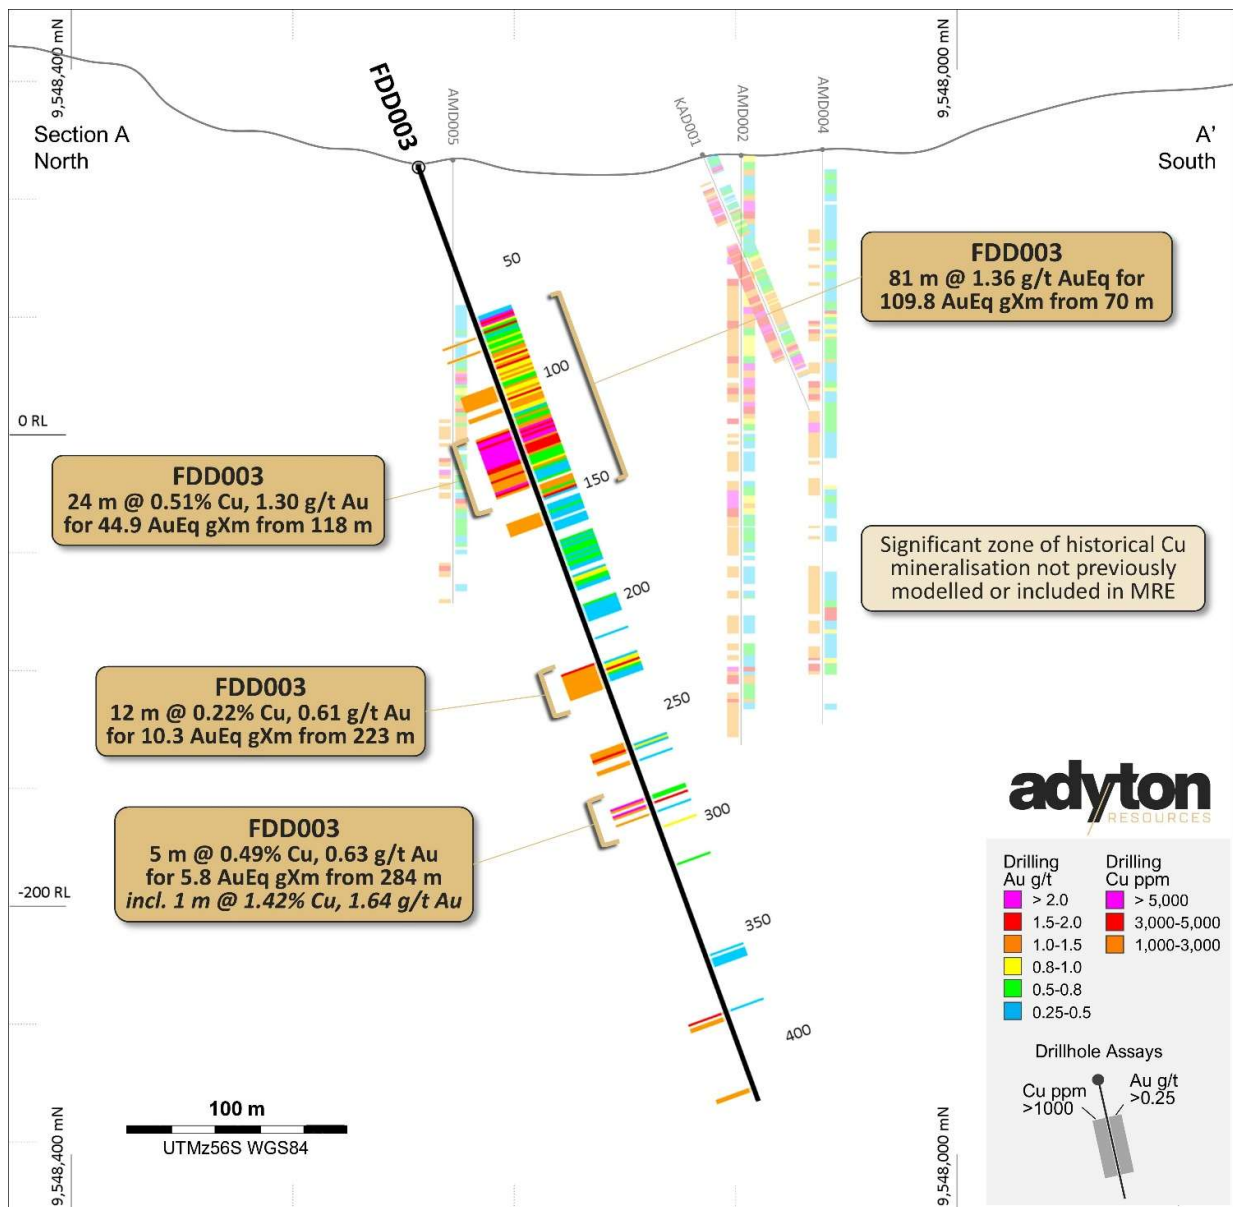 9,548,400 mN
9,548,000 mN
Section A
North
A'
South
FDD003
AMD005
KAD001
AMD002
AMD004
50
100
150
200
250
300
350
400
0 RL
-200 RL
FDD003
81 m @ 1.36 g/t AuEq for
109.8 AuEq gXm from 70 m
FDD003
24 m @ 0.51% Cu, 1.30 g/t Au
for 44.9 AuEq gXm from 118 m
Significant zone of historical Cu
mineralisation not previously
modelled or included in MRE
FDD003
12 m @ 0.22% Cu, 0.61 g/t Au
for 10.3 AuEq gXm from 223 m
FDD003
5 m @ 0.49% Cu, 0.63 g/t Au
for 5.8 AuEq gXm from 284 m
incl. 1 m @ 1.42% Cu, 1.64 g/t Au
adyton
RESOURCES
Drilling
Au g/t
> 2.0
1.5-2.0
1.0-1.5
0.8-1.0
0.5-0.8
0.25-0.5
Drilling
Cu ppm
> 5,000
3,000-5,000
1,000-3,000
Drillhole Assays
Cu ppm
>1000
Au g/t
>0.25
100 m
UTMz56S WGS84
9,548,400 mN
9,548,000 mN